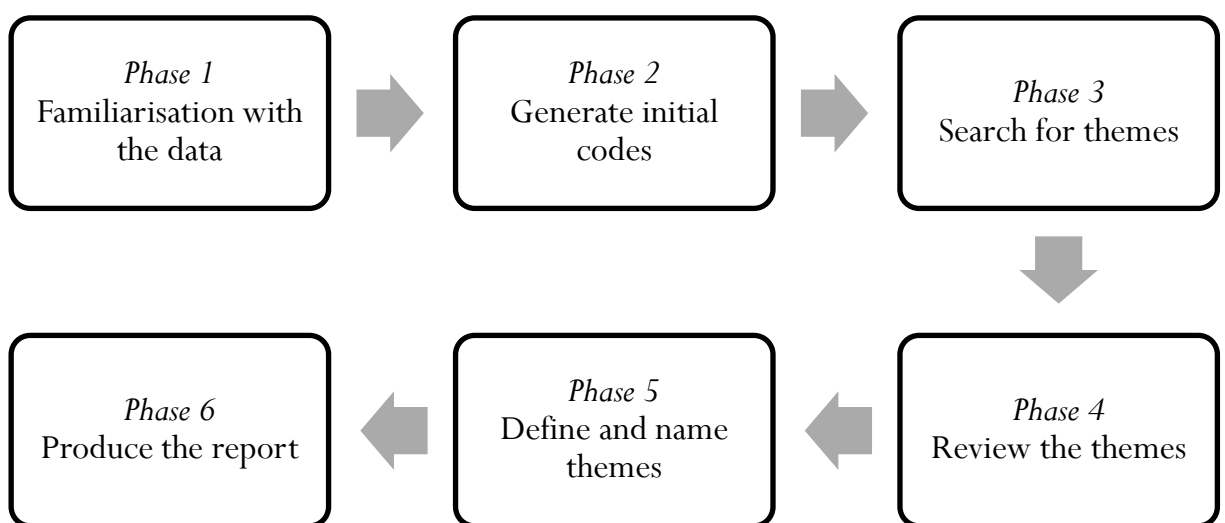 Phase 1
Familiarisation with
the data
Phase 2
Generate initial
codes
Phase 3
Search for themes
Phase 4
Review the themes
Phase 5
Define and name
themes
Phase 6
Produce the report